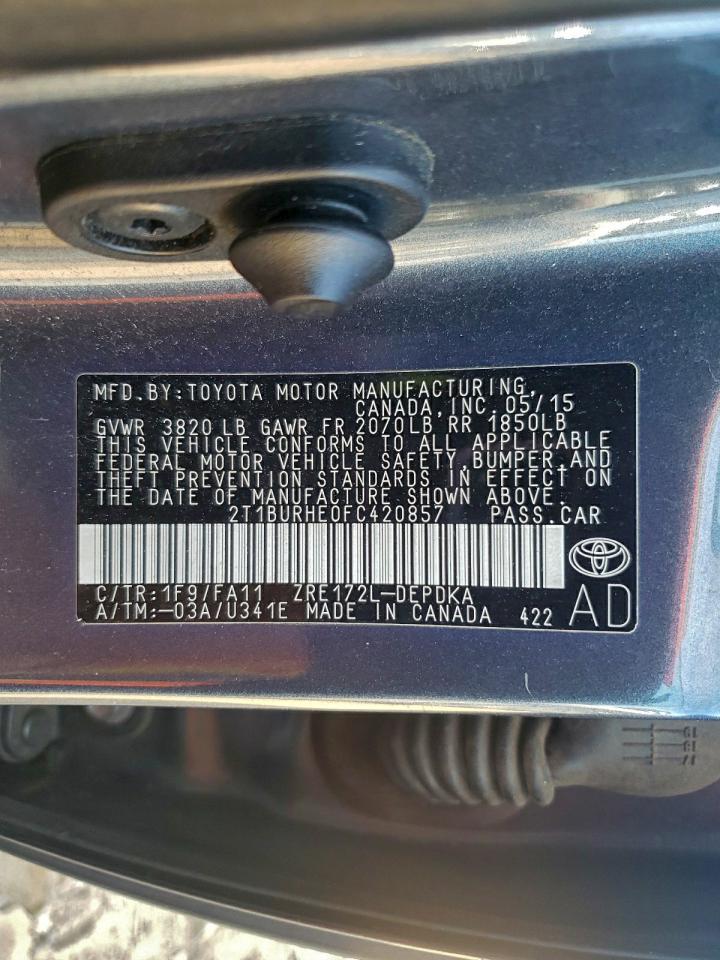 MFD.BY:TOYOTA MOTOR MANUFACTURING,
CANADA,INC. 05/15
GVWR 3820 LB GAWR FR 2070LB RR 1850LB
THIS VEHICLE CONFORMS TO ALL APPLICABLE
FEDERAL MOTOR VEHICLE SAFETY,BUMPER,AND
THEFT PREVENTION STANDARDS IN EFFECT ON
THE DATE OF MANUFACTURE SHOWN ABOVE.
2T1BURHE0FC420857 PASS.CAR
C/TR:1F9/FA11 ZRE172L-DEPDKA
A/TM:-03A/U341E MADE IN CANADA 422 AD